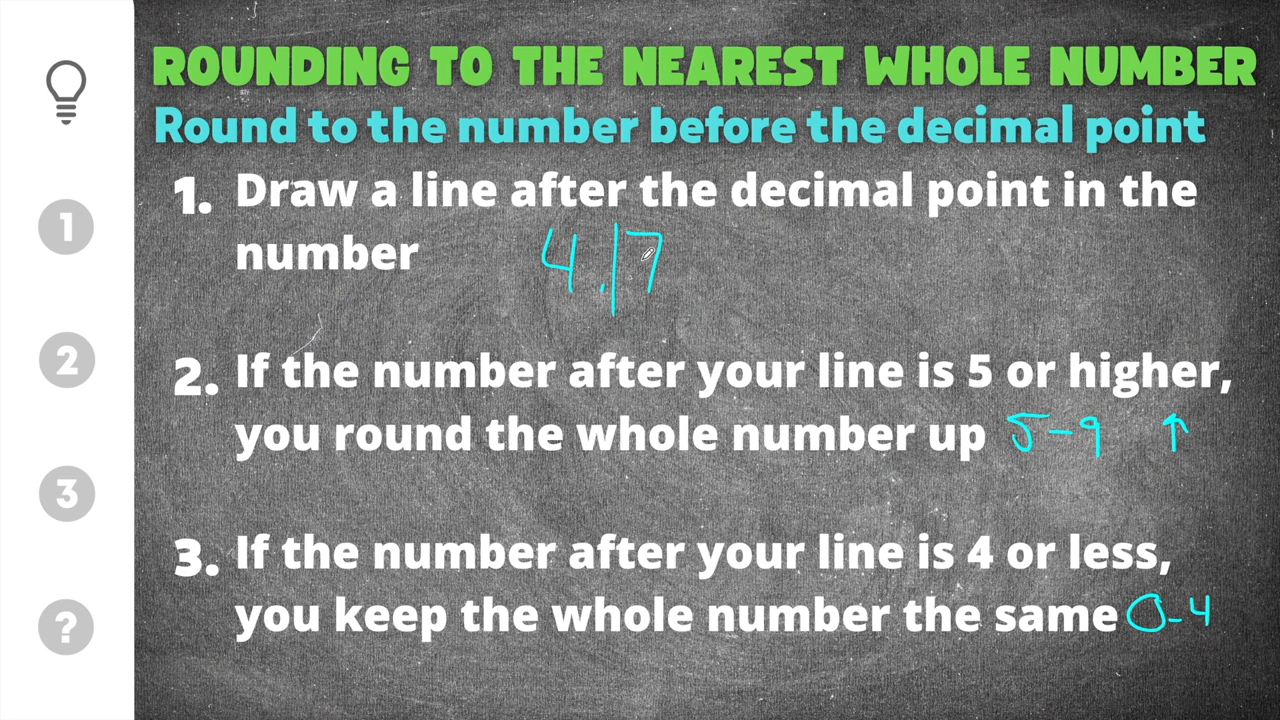 ROUNDING TO THE NEAREST WHOLE NUMBER
Round to the number before the decimal point
1. Draw a line after the decimal point in the
number 4.|7
2. If the number after your line is 5 or higher,
you round the whole number up 5-9 ↑
3. If the number after your line is 4 or less,
you keep the whole number the same 0-4
1
2
3
?